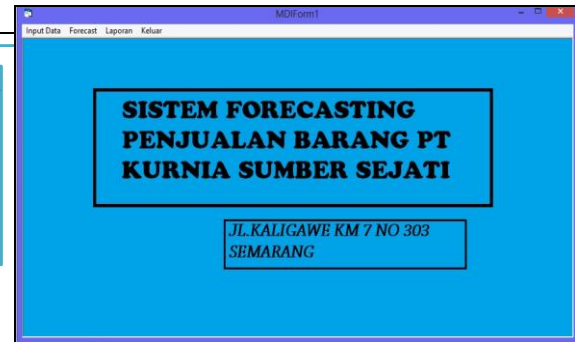 MDIForm1
Input Data Forecast Laporan Keluar
SISTEM FORECASTING
PENJUALAN BARANG PT
KURNIA SUMBER SEJATI
JL.KALIGAWE KM 7 NO 303
SEMARANG